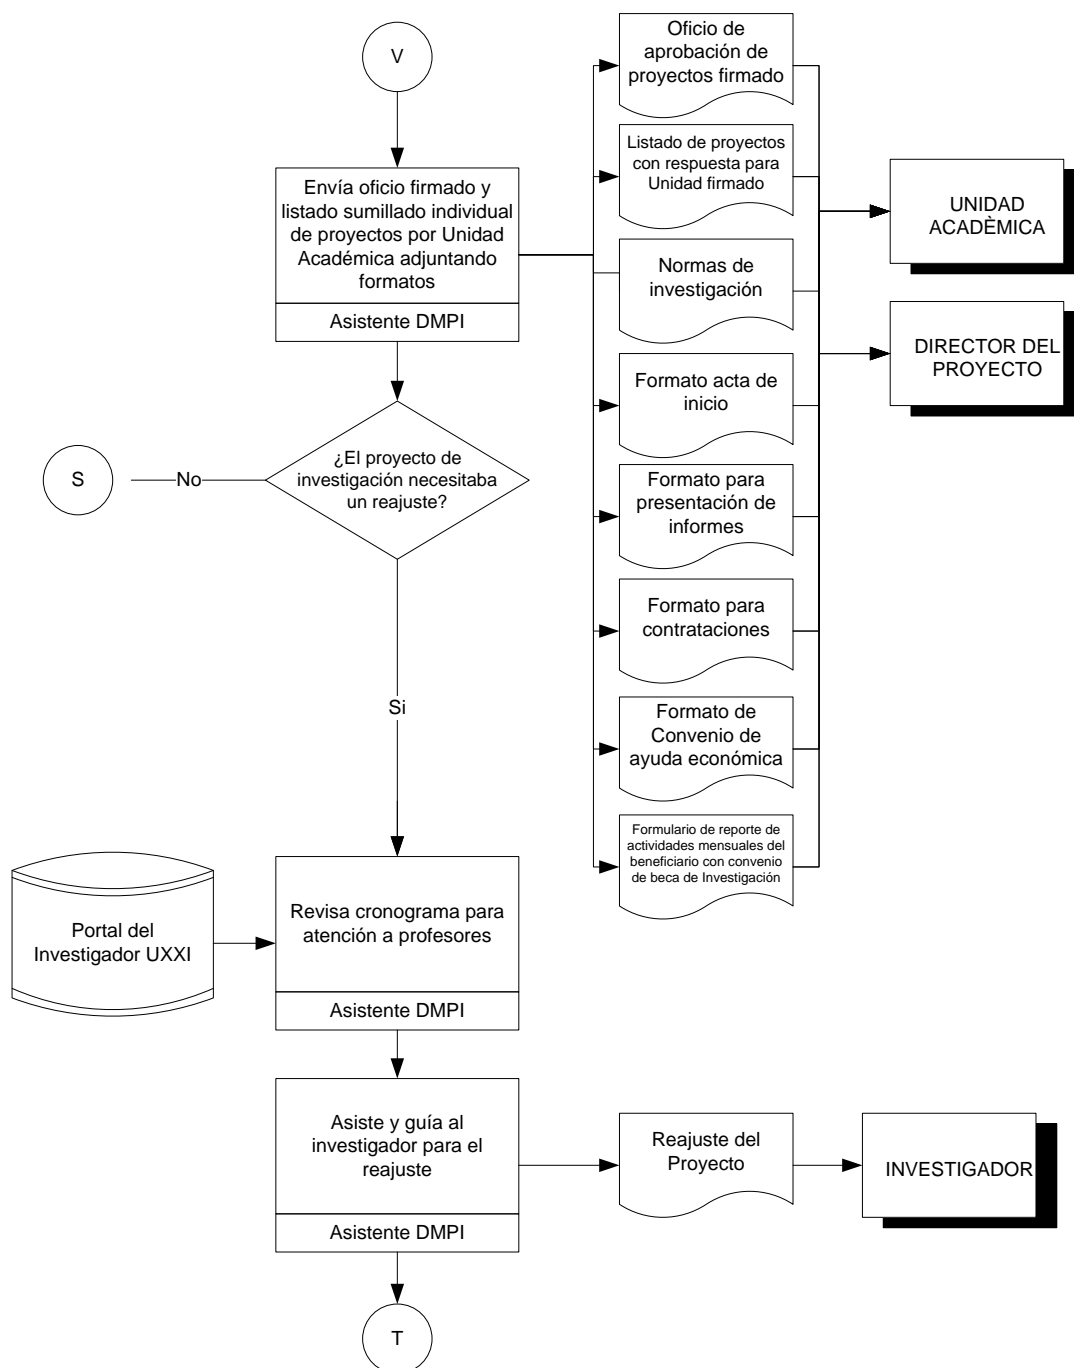 V
Envía oficio firmado y
listado sumillado individual
de proyectos por Unidad
Académica adjuntando
formatos
Asistente DMPI
Oficio de
aprobación de
proyectos firmado
Listado de proyectos
con respuesta para
Unidad firmado
Normas de
investigación
Formato acta de
inicio
Formato para
presentación de
informes
Formato para
contrataciones
Formato de
Convenio de
ayuda económica
Formulario de reporte de
actividades mensuales del
beneficiario con convenio
de beca de Investigación
UNIDAD
ACADÈMICA
DIRECTOR DEL
PROYECTO
¿El proyecto de
investigación necesitaba
un reajuste?
No
S
Si
Portal del
Investigador UXXI
Revisa cronograma para
atención a profesores
Asistente DMPI
Asiste y guía al
investigador para el
reajuste
Asistente DMPI
Reajuste del
Proyecto
INVESTIGADOR
T